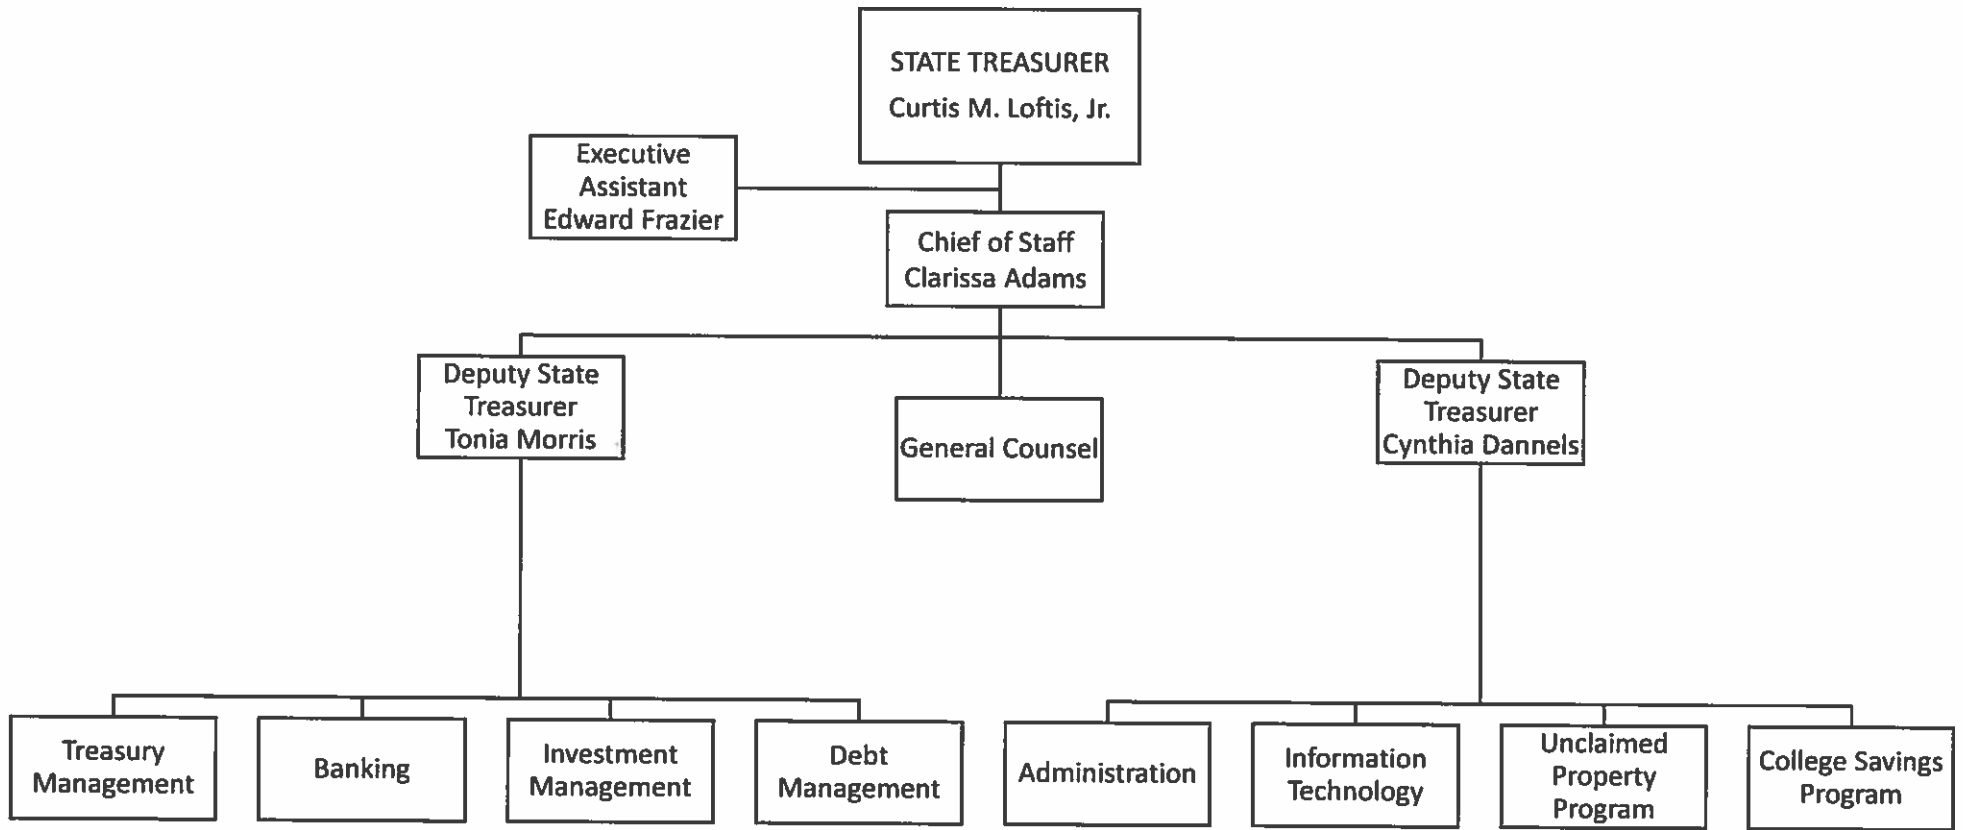 STATE TREASURER
Curtis M. Loftis, Jr.
Executive
Assistant
Edward Frazier
Chief of Staff
Clarissa Adams
Deputy State
Treasurer
Tonia Morris
General Counsel
Deputy State
Treasurer
Cynthia Dannels
Treasury
Management
Banking
Investment
Management
Debt
Management
Administration
Information
Technology
Unclaimed
Property
Program
College Savings
Program